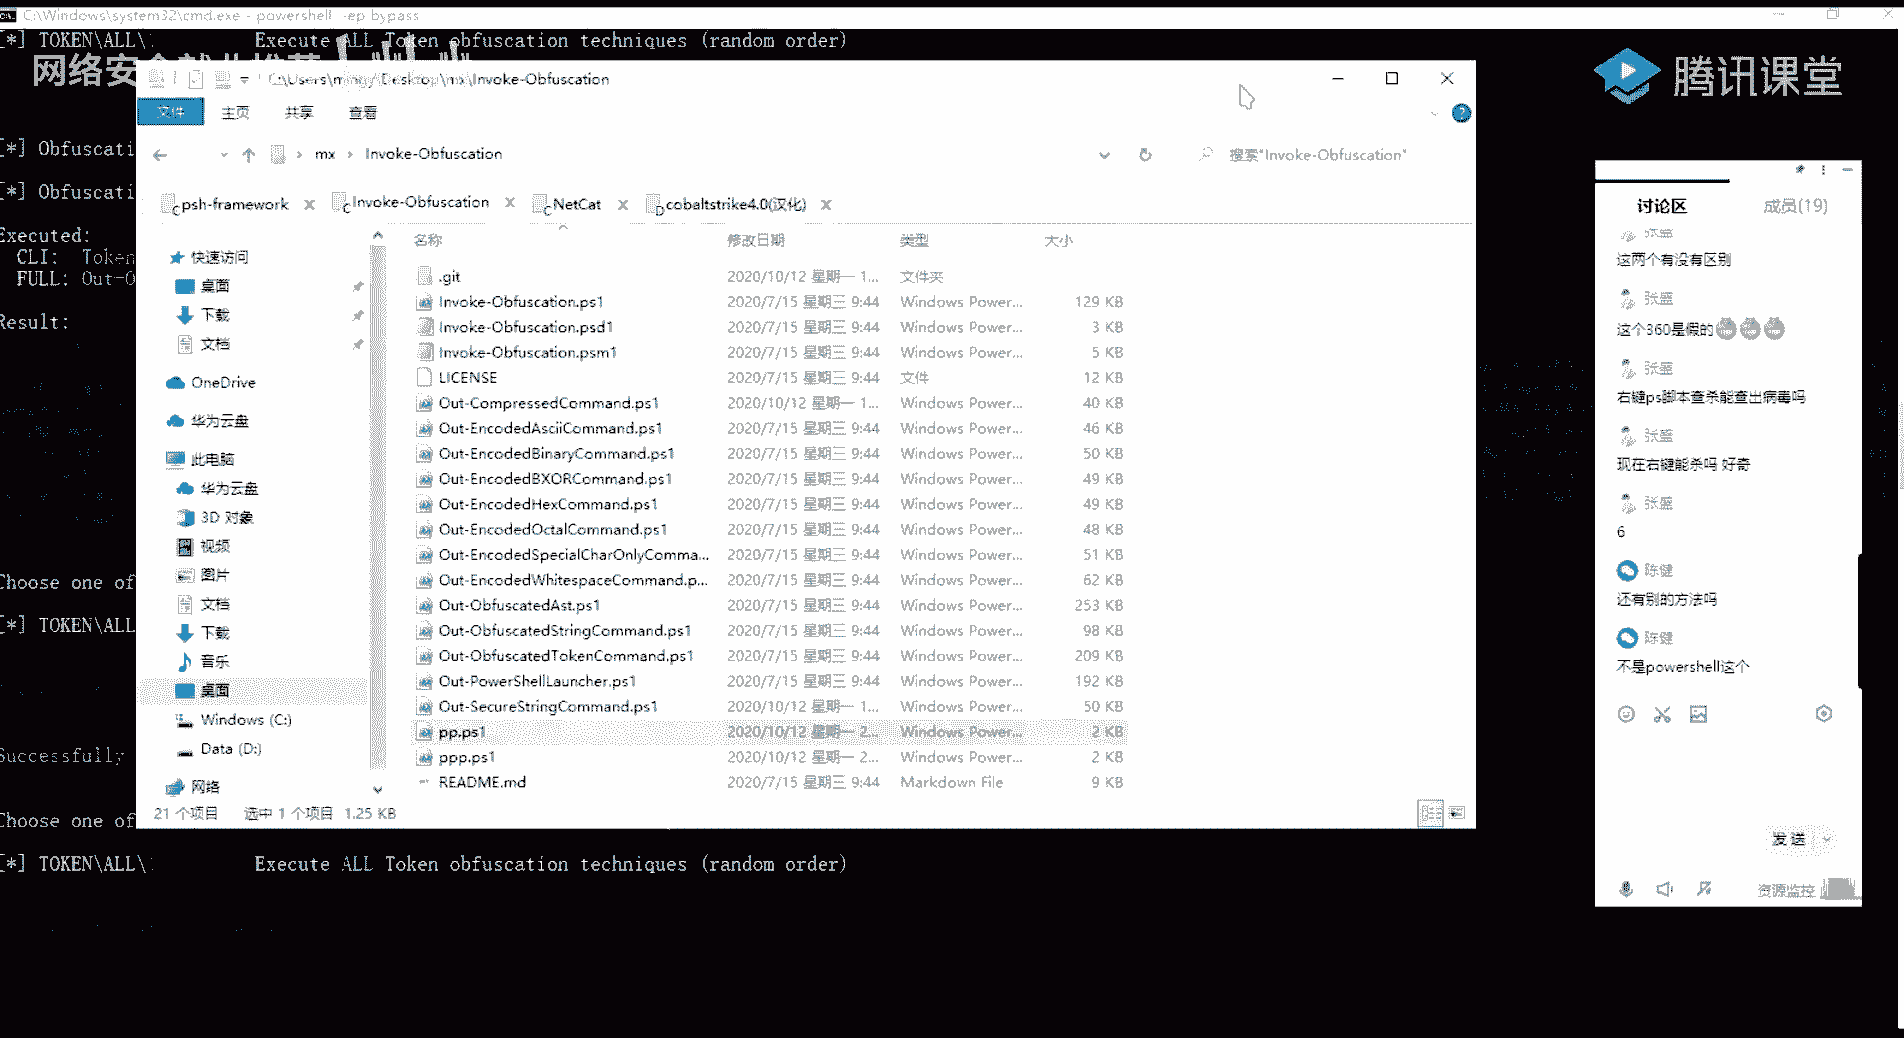 C:\Windows\system32\cmd.exe - powershell -ep bypass
[*] TOKEN\ALL\1 Execute ALL Token obfuscation techniques (random order)
腾讯课堂
[*] Obfuscati
[*] Obfuscati
Executed:
CLI: Token
FULL: Out-O
Result:
Choose one of
[*] TOKEN\ALL
Successfully
Choose one of
[*] TOKEN\ALL\1 Execute ALL Token obfuscation techniques (random order)
C:\Users\mingy\Desktop\mx\Invoke-Obfuscation
文件 主页 共享 查看
mx › Invoke-Obfuscation
搜索"Invoke-Obfuscation"
psh-framework
Invoke-Obfuscation
NetCat
cobaltstrike4.0(汉化)
快速访问
桌面
下载
文档
OneDrive
华为云盘
此电脑
华为云盘
3D 对象
视频
图片
文档
下载
音乐
桌面
Windows (C:)
Data (D:)
网络
名称 修改日期 类型 大小
.git 2020/10/12 星期一 1... 文件夹
Invoke-Obfuscation.ps1 2020/7/15 星期三 9:44 Windows Power... 129 KB
Invoke-Obfuscation.psd1 2020/7/15 星期三 9:44 Windows Power... 3 KB
Invoke-Obfuscation.psm1 2020/7/15 星期三 9:44 Windows Power... 5 KB
LICENSE 2020/7/15 星期三 9:44 文件 12 KB
Out-CompressedCommand.ps1 2020/10/12 星期一 1... Windows Power... 40 KB
Out-EncodedAsciiCommand.ps1 2020/7/15 星期三 9:44 Windows Power... 46 KB
Out-EncodedBinaryCommand.ps1 2020/7/15 星期三 9:44 Windows Power... 50 KB
Out-EncodedBXORCommand.ps1 2020/7/15 星期三 9:44 Windows Power... 49 KB
Out-EncodedHexCommand.ps1 2020/7/15 星期三 9:44 Windows Power... 49 KB
Out-EncodedOctalCommand.ps1 2020/7/15 星期三 9:44 Windows Power... 48 KB
Out-EncodedSpecialCharOnlyComma... 2020/7/15 星期三 9:44 Windows Power... 51 KB
Out-EncodedWhitespaceCommand.p... 2020/7/15 星期三 9:44 Windows Power... 62 KB
Out-ObfuscatedAst.ps1 2020/7/15 星期三 9:44 Windows Power... 253 KB
Out-ObfuscatedStringCommand.ps1 2020/7/15 星期三 9:44 Windows Power... 98 KB
Out-ObfuscatedTokenCommand.ps1 2020/7/15 星期三 9:44 Windows Power... 209 KB
Out-PowerShellLauncher.ps1 2020/7/15 星期三 9:44 Windows Power... 192 KB
Out-SecureStringCommand.ps1 2020/10/12 星期一 1... Windows Power... 50 KB
pp.ps1 2020/10/12 星期一 2... Windows Power... 2 KB
ppp.ps1 2020/10/12 星期一 2... Windows Power... 2 KB
README.md 2020/7/15 星期三 9:44 Markdown File 9 KB
21 个项目 选中 1 个项目 1.25 KB
讨论区 成员(19)
张盛
这两个有没有区别
张盛
这个360是假的
张盛
右键ps脚本查杀能查出病毒吗
张盛
现在右键能杀吗 好奇
张盛
6
陈健
还有别的方法吗
陈健
不是powershell这个
发送
资源监控